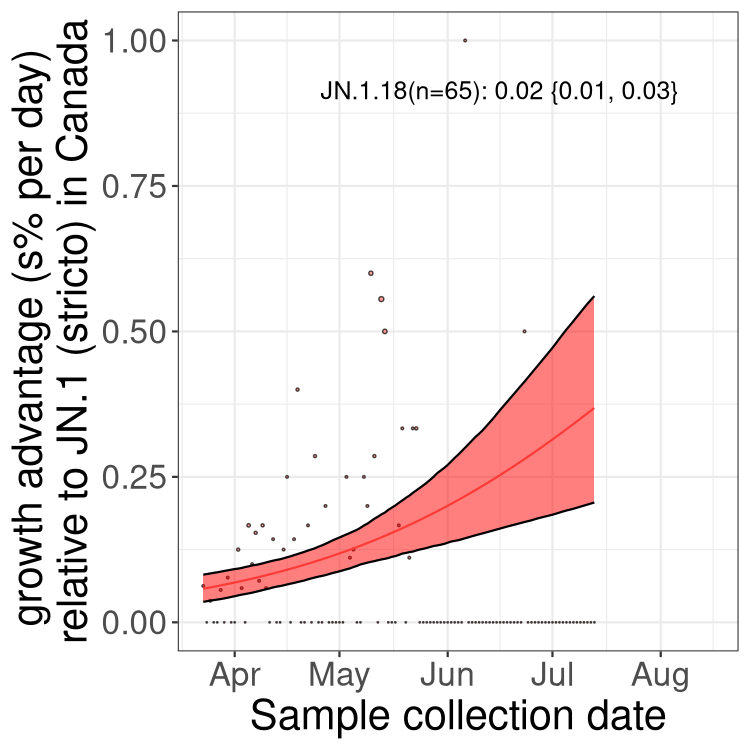 growth advantage (s% per day)
relative to JN.1 (stricto) in Canada
1.00
0.75
0.50
0.25
0.00
JN.1.18(n=65): 0.02 {0.01, 0.03}
Apr May Jun Jul Aug
Sample collection date